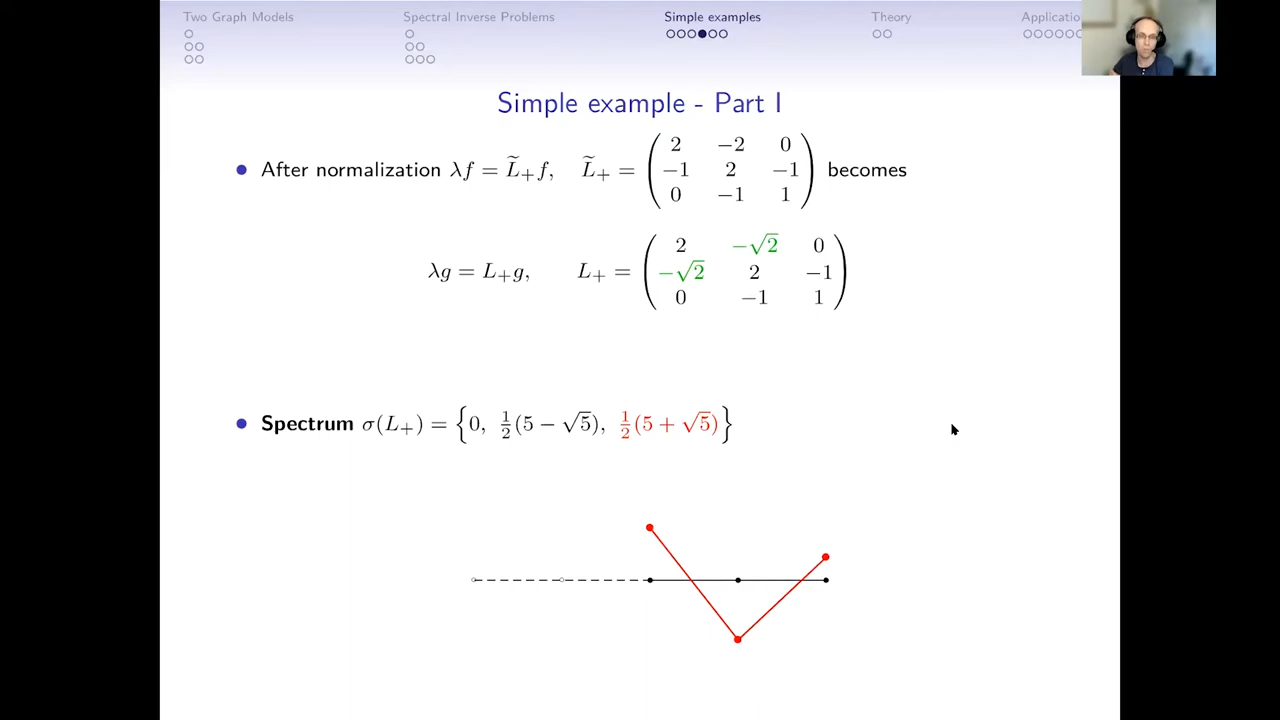 Two Graph Models Spectral Inverse Problems Simple examples Theory Applicatio
Simple example - Part I
• After normalization λf = L̃₊f, L̃₊ = ( 2 −2 0 ; −1 2 −1 ; 0 −1 1 ) becomes
λg = L₊g, L₊ = ( 2 −√2 0 ; −√2 2 −1 ; 0 −1 1 )
• Spectrum σ(L₊) = {0, ½(5 − √5), ½(5 + √5)}